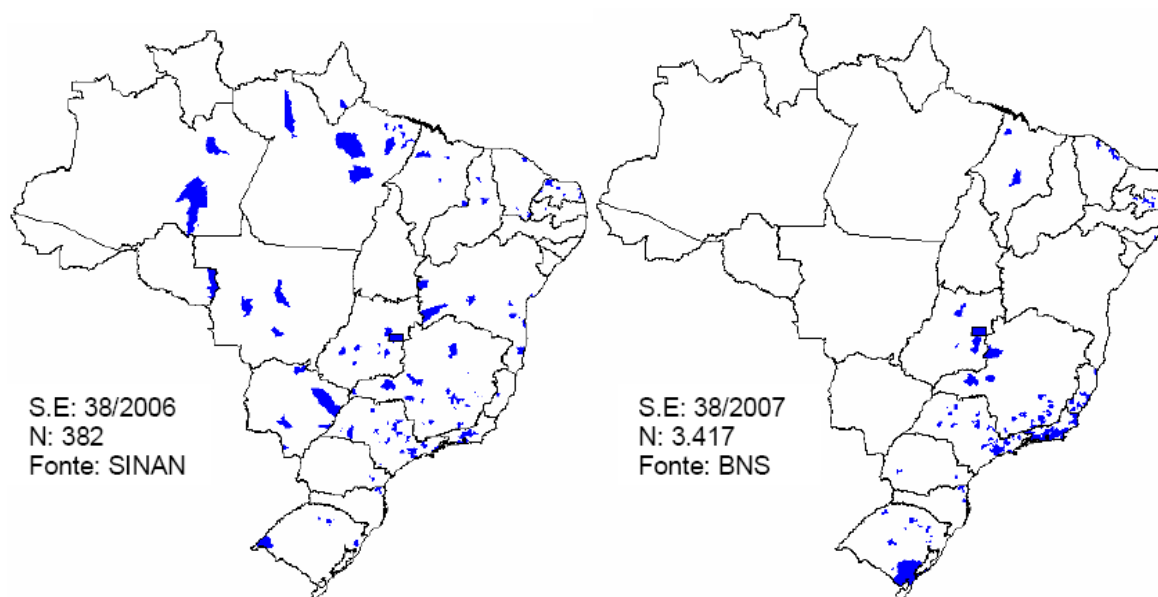 S.E: 38/2006
N: 382
Fonte: SINAN
S.E: 38/2007
N: 3.417
Fonte: BNS